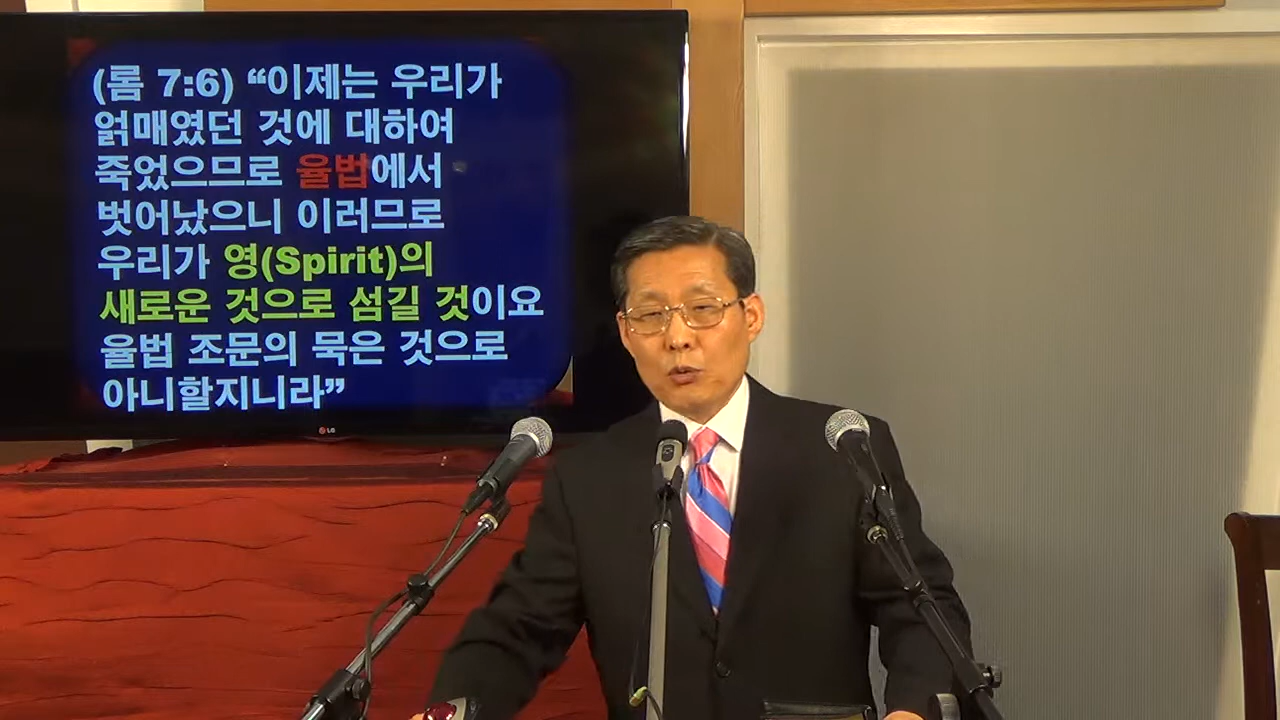 (롬 7:6) “이제는 우리가
얽매였던 것에 대하여
죽었으므로 율법에서
벗어났으니 이러므로
우리가 영(Spirit)의
새로운 것으로 섬길 것이요
율법 조문의 묵은 것으로
아니할지니라”
LG